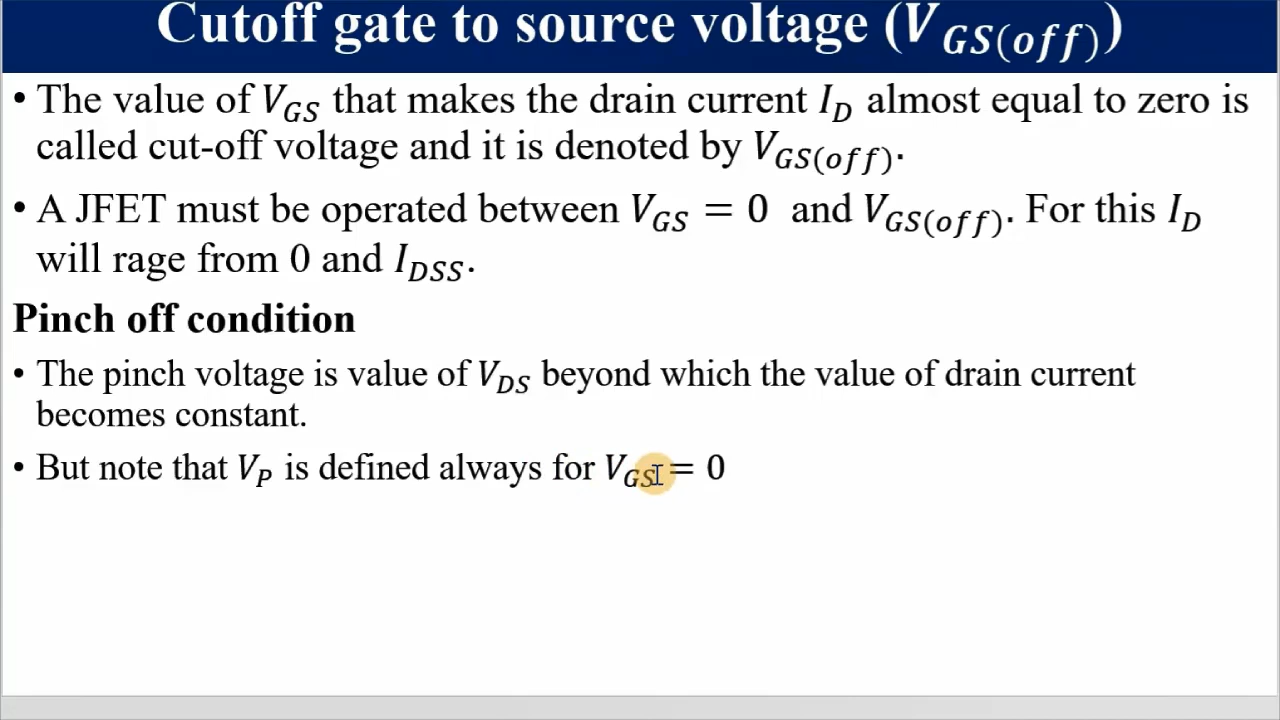 Cutoff gate to source voltage (V_GS(off))
• The value of V_GS that makes the drain current I_D almost equal to zero is
called cut-off voltage and it is denoted by V_GS(off).
• A JFET must be operated between V_GS = 0 and V_GS(off). For this I_D
will rage from 0 and I_DSS.
Pinch off condition
• The pinch voltage is value of V_DS beyond which the value of drain current
becomes constant.
• But note that V_P is defined always for V_GS = 0